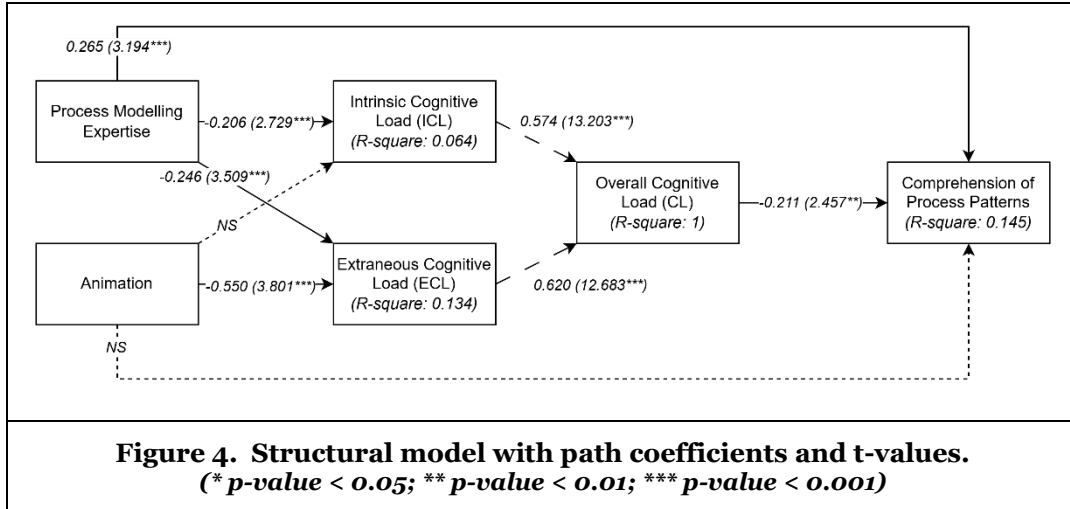 0.265 (3.194***)
Process Modelling
Expertise
-0.206 (2.729***)
Intrinsic Cognitive
Load (ICL)
(R-square: 0.064)
0.574 (13.203***)
-0.246 (3.509***)
NS
Overall Cognitive
Load (CL)
(R-square: 1)
-0.211 (2.457**)
Comprehension of
Process Patterns
(R-square: 0.145)
Animation
-0.550 (3.801***)
Extraneous Cognitive
Load (ECL)
(R-square: 0.134)
0.620 (12.683***)
NS
Figure 4. Structural model with path coefficients and t-values.
(* p-value < 0.05; ** p-value < 0.01; *** p-value < 0.001)